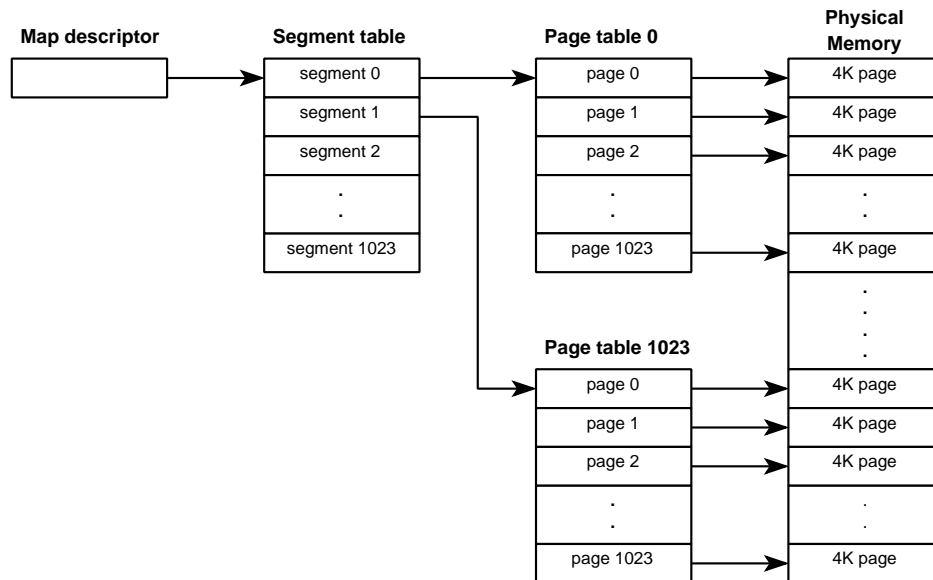 Map descriptor
Segment table
segment 0
segment 1
segment 2
.
.
segment 1023
Page table 0
page 0
page 1
page 2
.
.
page 1023
Page table 1023
page 0
page 1
page 2
.
.
page 1023
Physical
Memory
4K page
4K page
4K page
.
.
4K page
.
.
.
.
4K page
4K page
4K page
.
.
4K page